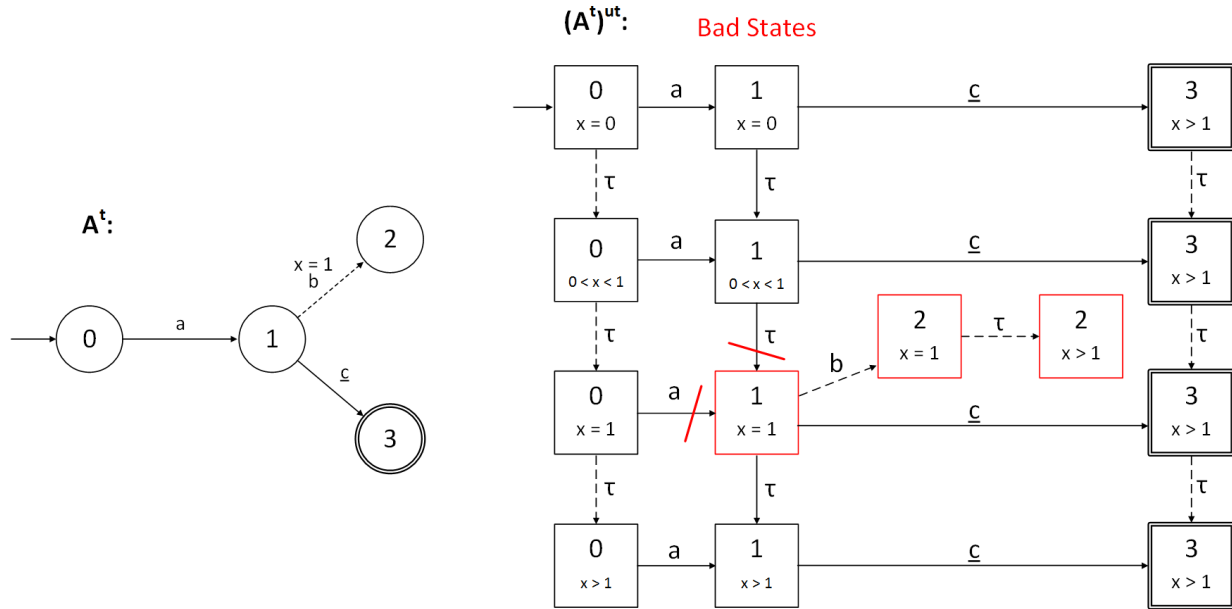 (A^t)^ut:
Bad States
0
x = 0
a
1
x = 0
c
3
x > 1
τ
τ
τ
A^t:
0
0 < x < 1
a
1
0 < x < 1
c
3
x > 1
τ
τ
τ
0
a
1
x = 1
b
2
c
3
2
x = 1
τ
2
x > 1
b
0
x = 1
a
1
x = 1
c
3
x > 1
τ
τ
τ
0
x > 1
a
1
x > 1
c
3
x > 1